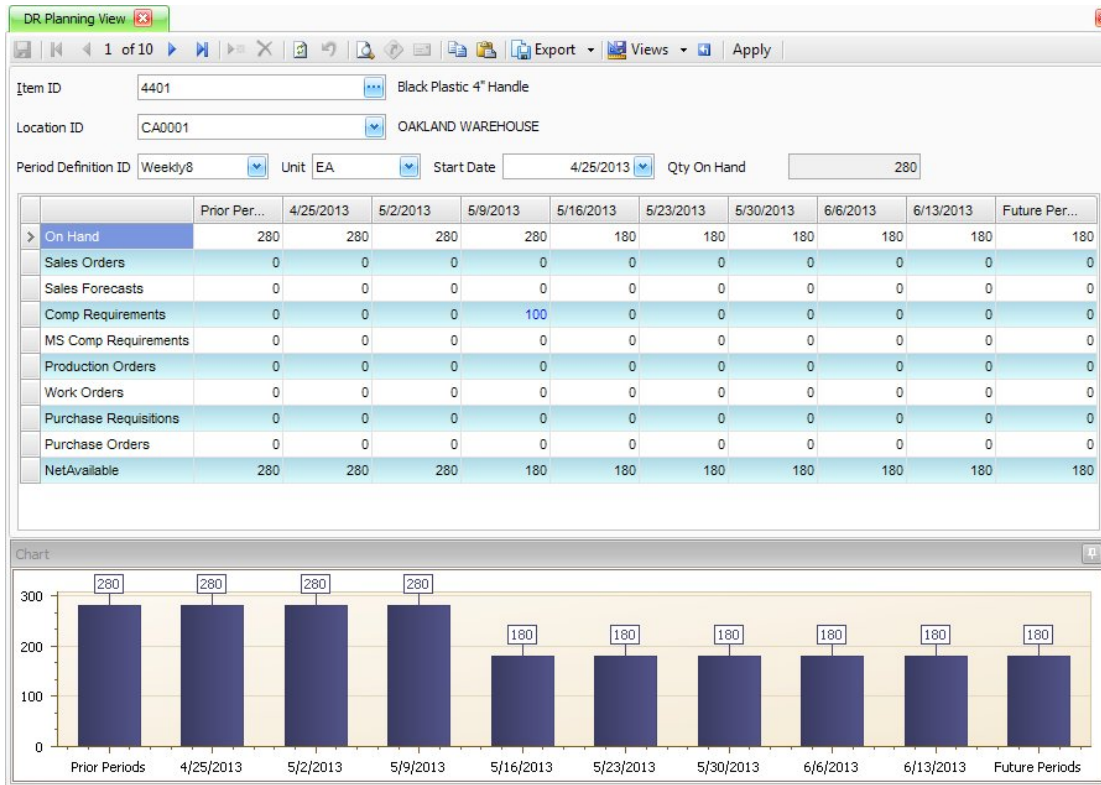 DR Planning View
1 of 10 Export Views Apply
Item ID 4401 Black Plastic 4" Handle
Location ID CA0001 OAKLAND WAREHOUSE
Period Definition ID Weekly8 Unit EA Start Date 4/25/2013 Qty On Hand 280
Prior Per... 4/25/2013 5/2/2013 5/9/2013 5/16/2013 5/23/2013 5/30/2013 6/6/2013 6/13/2013 Future Per...
On Hand 280 280 280 280 180 180 180 180 180 180
Sales Orders 0 0 0 0 0 0 0 0 0 0
Sales Forecasts 0 0 0 0 0 0 0 0 0 0
Comp Requirements 0 0 0 100 0 0 0 0 0 0
MS Comp Requirements 0 0 0 0 0 0 0 0 0 0
Production Orders 0 0 0 0 0 0 0 0 0 0
Work Orders 0 0 0 0 0 0 0 0 0 0
Purchase Requisitions 0 0 0 0 0 0 0 0 0 0
Purchase Orders 0 0 0 0 0 0 0 0 0 0
NetAvailable 280 280 280 180 180 180 180 180 180 180
Chart
280 280 280 280
300
180 180 180 180 180 180
200
100
0
Prior Periods 4/25/2013 5/2/2013 5/9/2013 5/16/2013 5/23/2013 5/30/2013 6/6/2013 6/13/2013 Future Periods